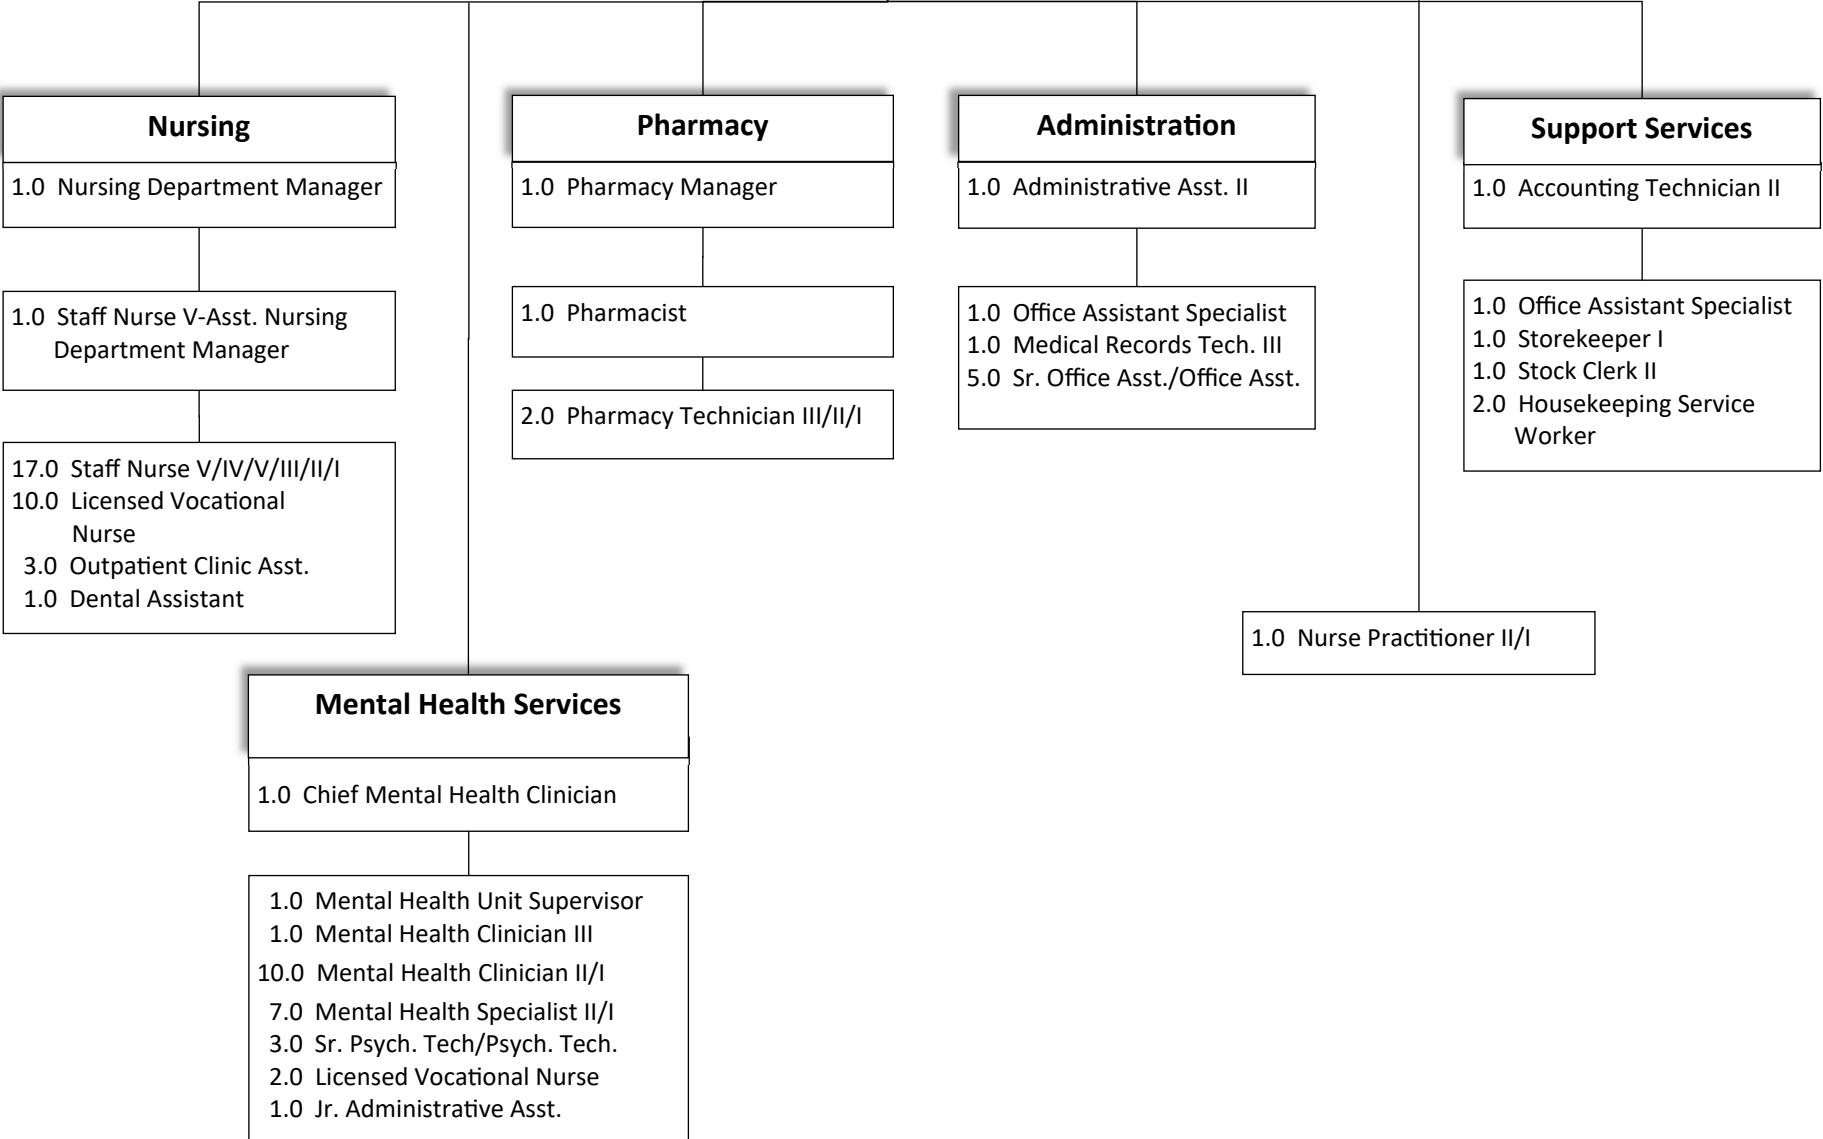 Nursing
1.0 Nursing Department Manager
1.0 Staff Nurse V-Asst. Nursing
Department Manager
17.0 Staff Nurse V/IV/V/III/II/I
10.0 Licensed Vocational
Nurse
3.0 Outpatient Clinic Asst.
1.0 Dental Assistant
Pharmacy
1.0 Pharmacy Manager
1.0 Pharmacist
2.0 Pharmacy Technician III/II/I
Administration
1.0 Administrative Asst. II
1.0 Office Assistant Specialist
1.0 Medical Records Tech. III
5.0 Sr. Office Asst./Office Asst.
Support Services
1.0 Accounting Technician II
1.0 Office Assistant Specialist
1.0 Storekeeper I
1.0 Stock Clerk II
2.0 Housekeeping Service
Worker
1.0 Nurse Practitioner II/I
Mental Health Services
1.0 Chief Mental Health Clinician
1.0 Mental Health Unit Supervisor
1.0 Mental Health Clinician III
10.0 Mental Health Clinician II/I
7.0 Mental Health Specialist II/I
3.0 Sr. Psych. Tech/Psych. Tech.
2.0 Licensed Vocational Nurse
1.0 Jr. Administrative Asst.